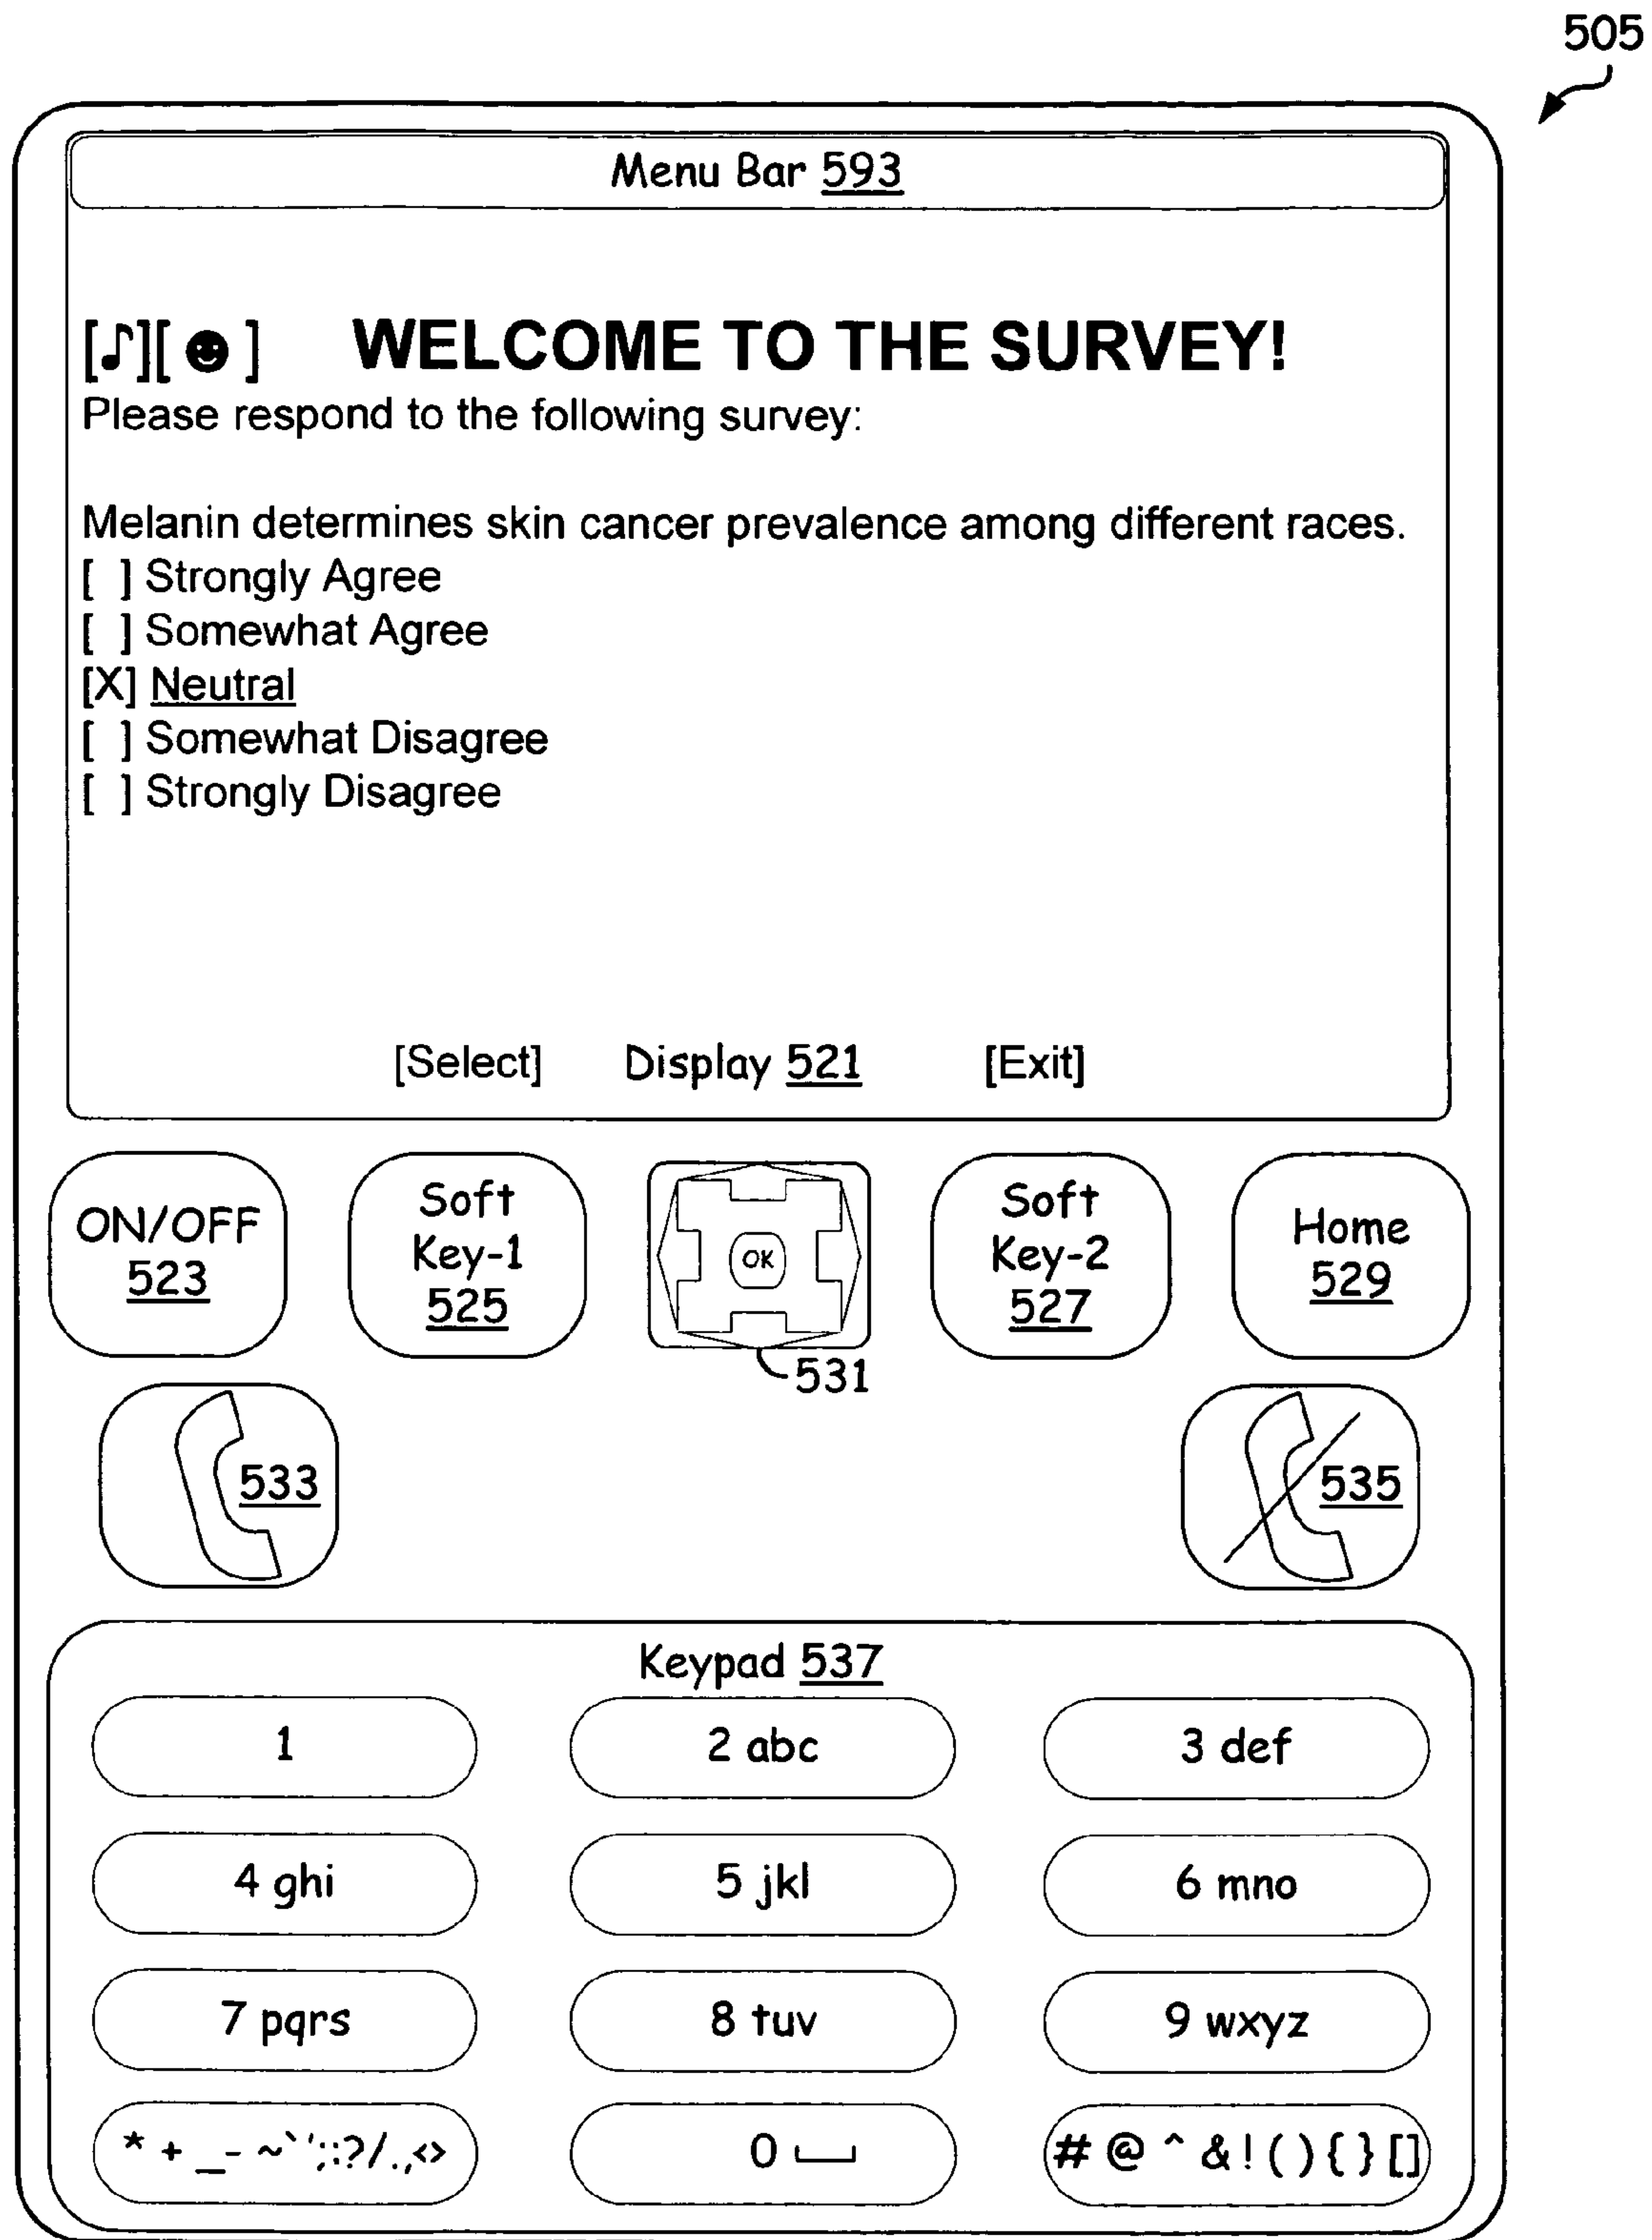 505
Menu Bar 593
[♪][☻] WELCOME TO THE SURVEY!
Please respond to the following survey:
Melanin determines skin cancer prevalence among different races.
[ ] Strongly Agree
[ ] Somewhat Agree
[X] Neutral
[ ] Somewhat Disagree
[ ] Strongly Disagree
[Select] Display 521 [Exit]
ON/OFF
523
Soft
Key-1
525
OK
531
Soft
Key-2
527
Home
529
533
535
Keypad 537
1
2 abc
3 def
4 ghi
5 jkl
6 mno
7 pqrs
8 tuv
9 wxyz
* + _ - ~ ` ' ; : ? / . , < >
0 ⎵
# @ ^ & ! ( ) { } [ ]